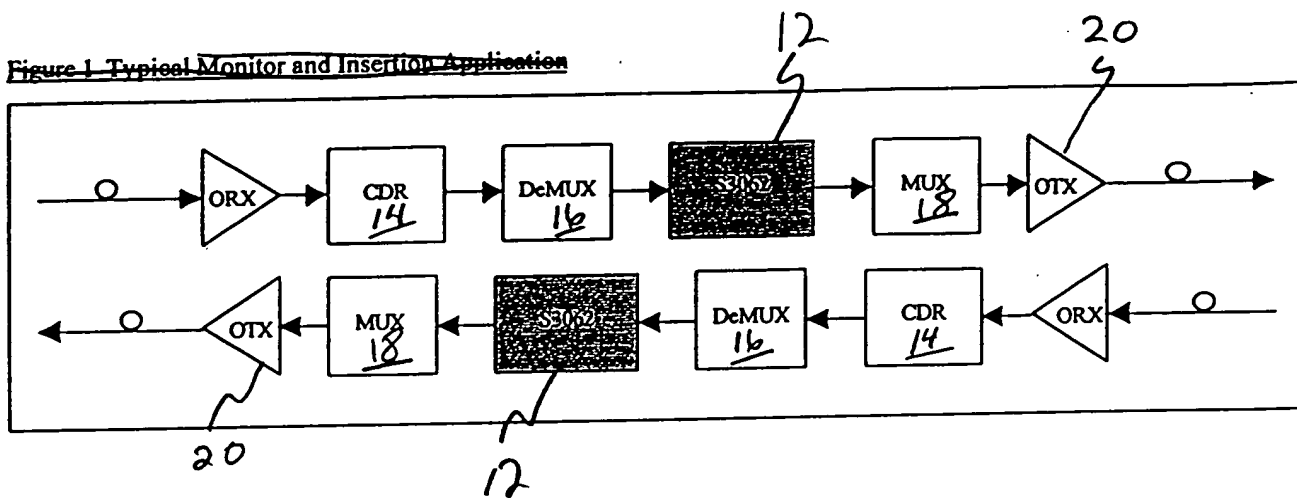 12
20
Figure 1 Typical Monitor and Insertion Application
ORX
CDR
14
DeMUX
16
S3062
MUX
18
OTX
OTX
MUX
18
S3062
DeMUX
16
CDR
14
ORX
20
12